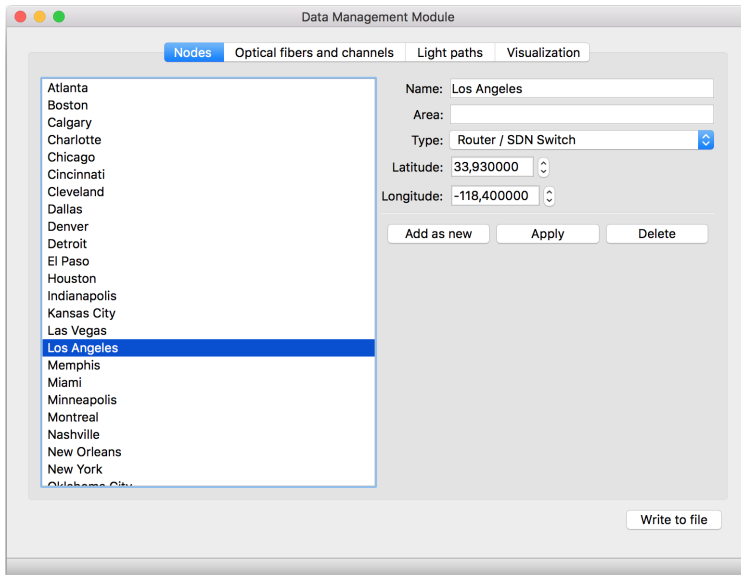 Data Management Module
Nodes Optical fibers and channels Light paths Visualization
Atlanta
Boston
Calgary
Charlotte
Chicago
Cincinnati
Cleveland
Dallas
Denver
Detroit
El Paso
Houston
Indianapolis
Kansas City
Las Vegas
Los Angeles
Memphis
Miami
Minneapolis
Montreal
Nashville
New Orleans
New York
Oklahoma City
Name: Los Angeles
Area:
Type: Router / SDN Switch
Latitude: 33,930000
Longitude: -118,400000
Add as new Apply Delete
Write to file